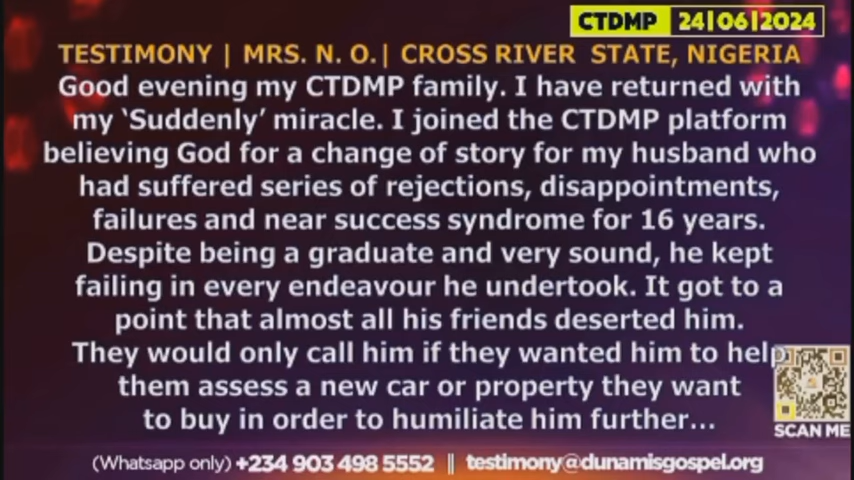 CTDMP 24|06|2024
TESTIMONY | MRS. N. O.| CROSS RIVER STATE, NIGERIA
Good evening my CTDMP family. I have returned with
my ‘Suddenly’ miracle. I joined the CTDMP platform
believing God for a change of story for my husband who
had suffered series of rejections, disappointments,
failures and near success syndrome for 16 years.
Despite being a graduate and very sound, he kept
failing in every endeavour he undertook. It got to a
point that almost all his friends deserted him.
They would only call him if they wanted him to help
them assess a new car or property they want
to buy in order to humiliate him further...
SCAN ME
(Whatsapp only) +234 903 498 5552 || testimony@dunamisgospel.org